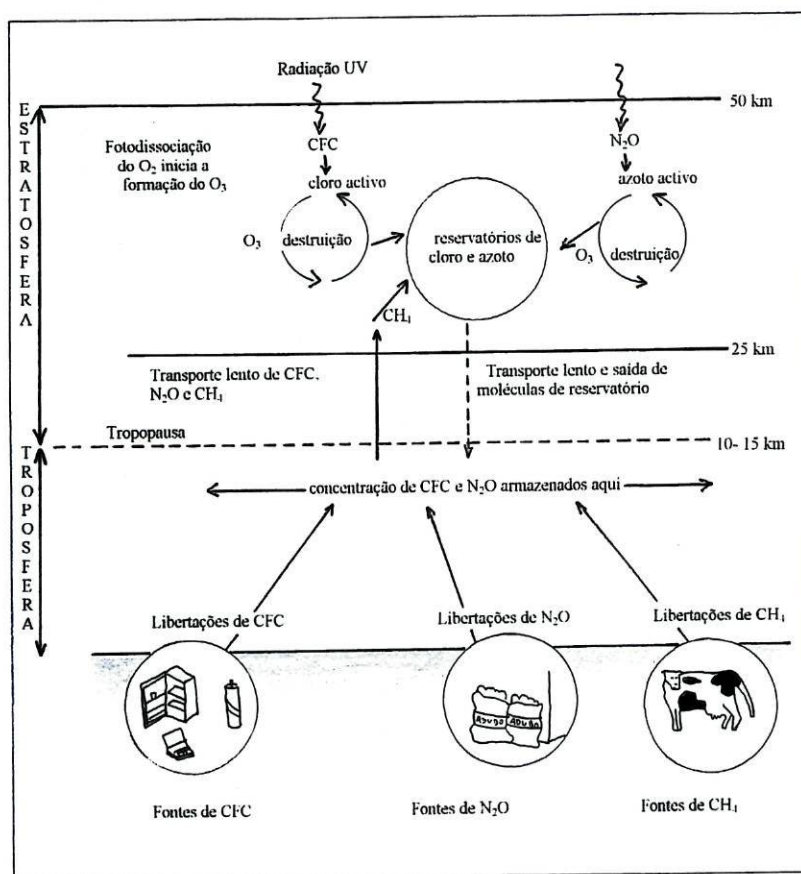 Radiação UV
50 km
ESTRATOSFERA
Fotodissociação
do O₂ inicia a
formação do O₃
CFC
N₂O
cloro activo
azoto activo
O₃
destruição
reservatórios de
cloro e azoto
O₃
destruição
CH₄
25 km
Transporte lento de CFC,
N₂O e CH₄
Transporte lento e saída de
moléculas de reservatório
Tropopausa
10- 15 km
TROPOSFERA
concentração de CFC e N₂O armazenados aqui
Libertações de CFC
Libertações de N₂O
Libertações de CH₄
ADUBO
ADUBO
Fontes de CFC
Fontes de N₂O
Fontes de CH₄